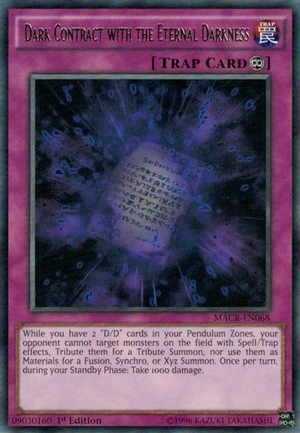 DARK CONTRACT WITH THE ETERNAL DARKNESS
TRAP
罠
[TRAP CARD]
MACR-EN068
While you have 2 "D/D" cards in your Pendulum Zones, your
opponent cannot target monsters on the field with Spell/Trap
effects, Tribute them for a Tribute Summon, nor use them as
Materials for a Fusion, Synchro, or Xyz Summon. Once per turn,
during your Standby Phase: Take 1000 damage.
09030160 1st Edition
©1996 KAZUKI TAKAHASHI